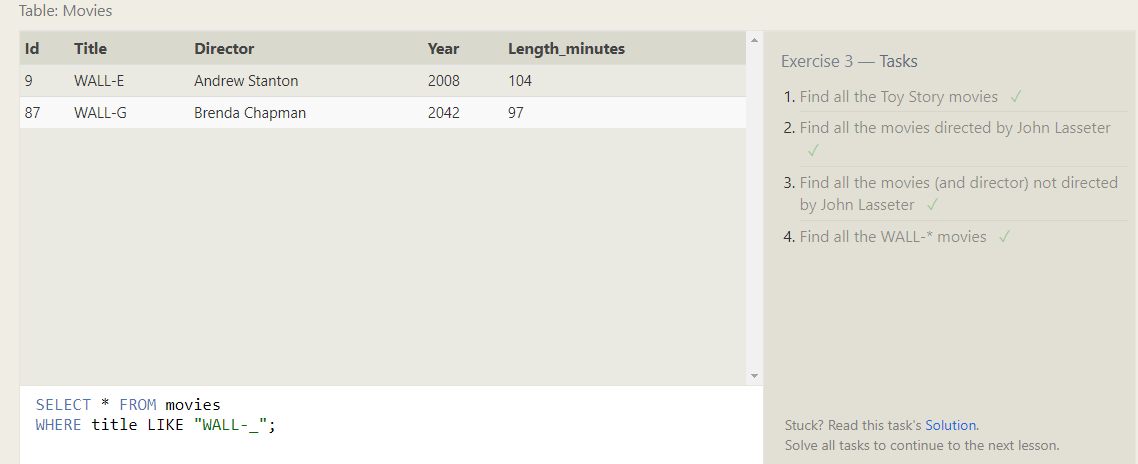 Table: Movies
Id Title Director Year Length_minutes
9 WALL-E Andrew Stanton 2008 104
87 WALL-G Brenda Chapman 2042 97
SELECT * FROM movies
WHERE title LIKE "WALL-_";
Exercise 3 — Tasks
1. Find all the Toy Story movies ✓
2. Find all the movies directed by John Lasseter
✓
3. Find all the movies (and director) not directed
by John Lasseter ✓
4. Find all the WALL-* movies ✓
Stuck? Read this task's Solution.
Solve all tasks to continue to the next lesson.